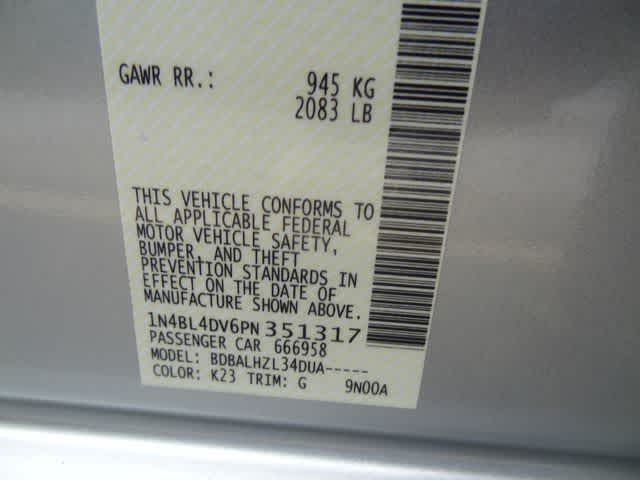 GAWR RR.: 945 KG
2083 LB
THIS VEHICLE CONFORMS TO
ALL APPLICABLE FEDERAL
MOTOR VEHICLE SAFETY,
BUMPER, AND THEFT
PREVENTION STANDARDS IN
EFFECT ON THE DATE OF
MANUFACTURE SHOWN ABOVE.
1N4BL4DV6PN351317
PASSENGER CAR 666958
MODEL: BDBALHZL34DUA-----
COLOR: K23 TRIM: G 9N00A